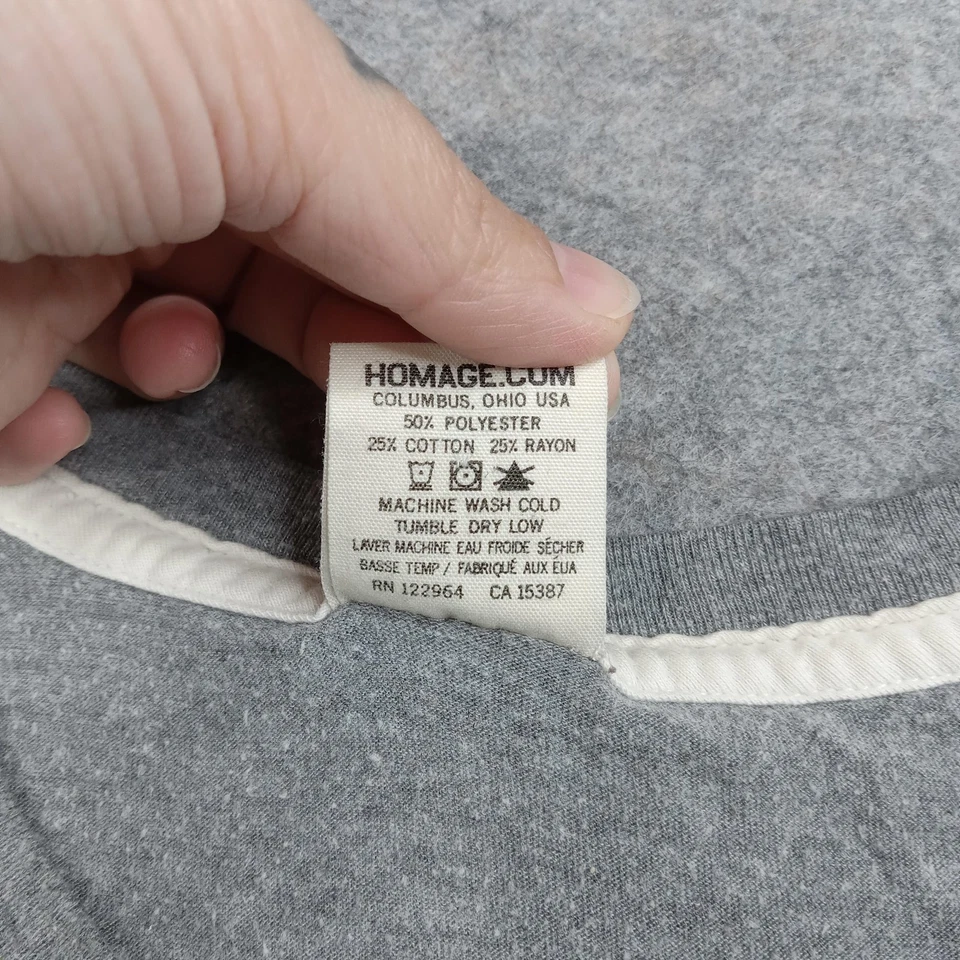 HOMAGE.COM
COLUMBUS, OHIO USA
50% POLYESTER
25% COTTON 25% RAYON
MACHINE WASH COLD
TUMBLE DRY LOW
LAVER MACHINE EAU FROIDE SÉCHER
BASSE TEMP / FABRIQUÉ AUX ÉUA
RN 122964 CA 15387